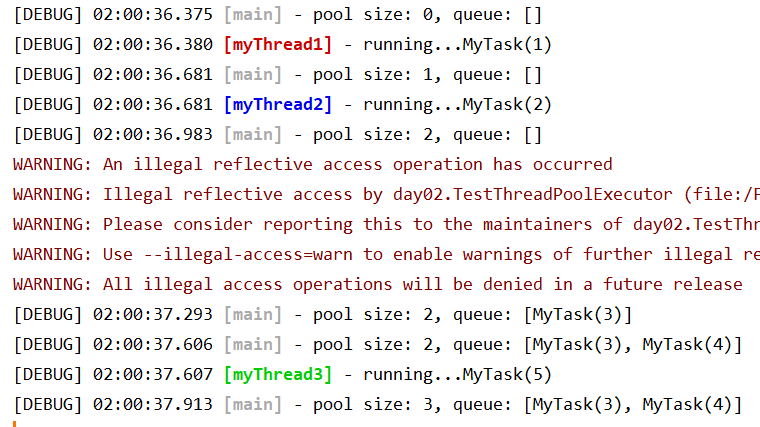 [DEBUG] 02:00:36.375 [main] - pool size: 0, queue: []
[DEBUG] 02:00:36.380 [myThread1] - running...MyTask(1)
[DEBUG] 02:00:36.681 [main] - pool size: 1, queue: []
[DEBUG] 02:00:36.681 [myThread2] - running...MyTask(2)
[DEBUG] 02:00:36.983 [main] - pool size: 2, queue: []
WARNING: An illegal reflective access operation has occurred
WARNING: Illegal reflective access by day02.TestThreadPoolExecutor (file:/
WARNING: Please consider reporting this to the maintainers of day02.TestThr
WARNING: Use --illegal-access=warn to enable warnings of further illegal re
WARNING: All illegal access operations will be denied in a future release
[DEBUG] 02:00:37.293 [main] - pool size: 2, queue: [MyTask(3)]
[DEBUG] 02:00:37.606 [main] - pool size: 2, queue: [MyTask(3), MyTask(4)]
[DEBUG] 02:00:37.607 [myThread3] - running...MyTask(5)
[DEBUG] 02:00:37.913 [main] - pool size: 3, queue: [MyTask(3), MyTask(4)]